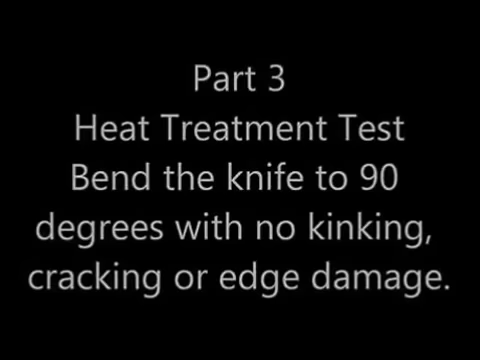 Part 3
Heat Treatment Test
Bend the knife to 90
degrees with no kinking,
cracking or edge damage.